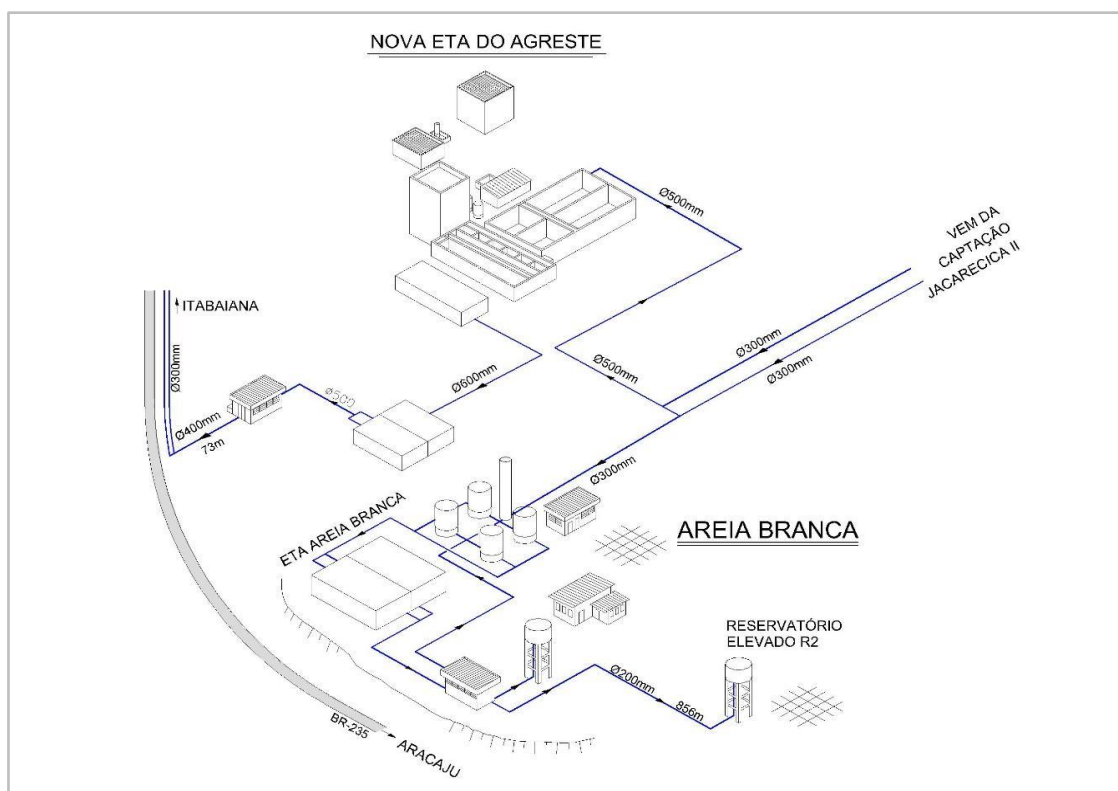 NOVA ETA DO AGRESTE
Ø500mm
VEM DA
CAPTAÇÃO
JACARECICA II
ITABAIANA
Ø300mm
Ø300mm
Ø300mm
Ø500mm
Ø600mm
Ø500
Ø400mm
73m
Ø300mm
ETA AREIA BRANCA
AREIA BRANCA
RESERVATÓRIO
ELEVADO R2
Ø200mm
856m
BR-235
ARACAJU